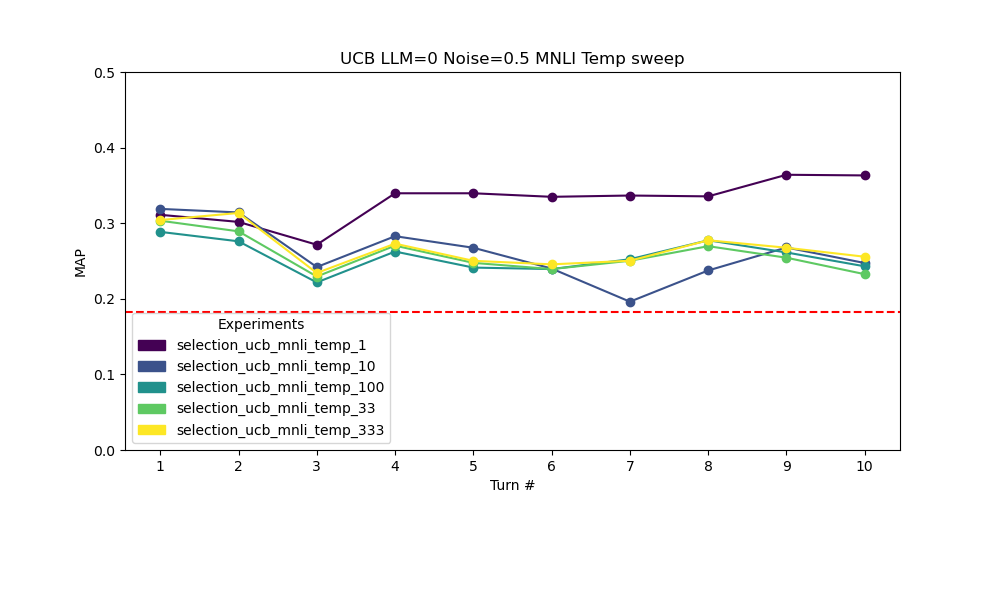 UCB LLM=0 Noise=0.5 MNLI Temp sweep
0.5
0.4
0.3
0.2
0.1
0.0
MAP
Experiments
selection_ucb_mnli_temp_1
selection_ucb_mnli_temp_10
selection_ucb_mnli_temp_100
selection_ucb_mnli_temp_33
selection_ucb_mnli_temp_333
1 2 3 4 5 6 7 8 9 10
Turn #